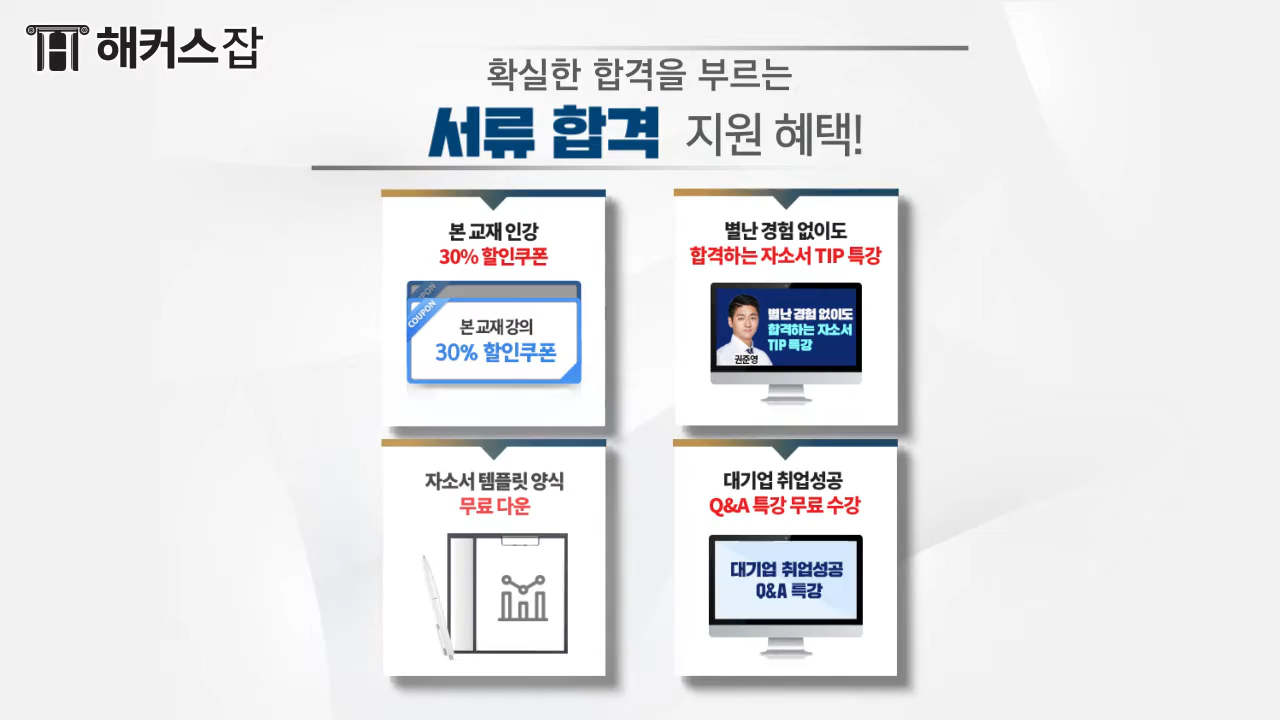 해커스잡
확실한 합격을 부르는
서류 합격 지원 혜택!
본 교재 인강
30% 할인쿠폰
COUPON
COUPON
본 교재 강의
30% 할인쿠폰
별난 경험 없이도
합격하는 자소서 TIP 특강
별난 경험 없이도
합격하는 자소서
TIP 특강
권준영
자소서 템플릿 양식
무료 다운
대기업 취업성공
Q&A 특강 무료 수강
대기업 취업성공
Q&A 특강